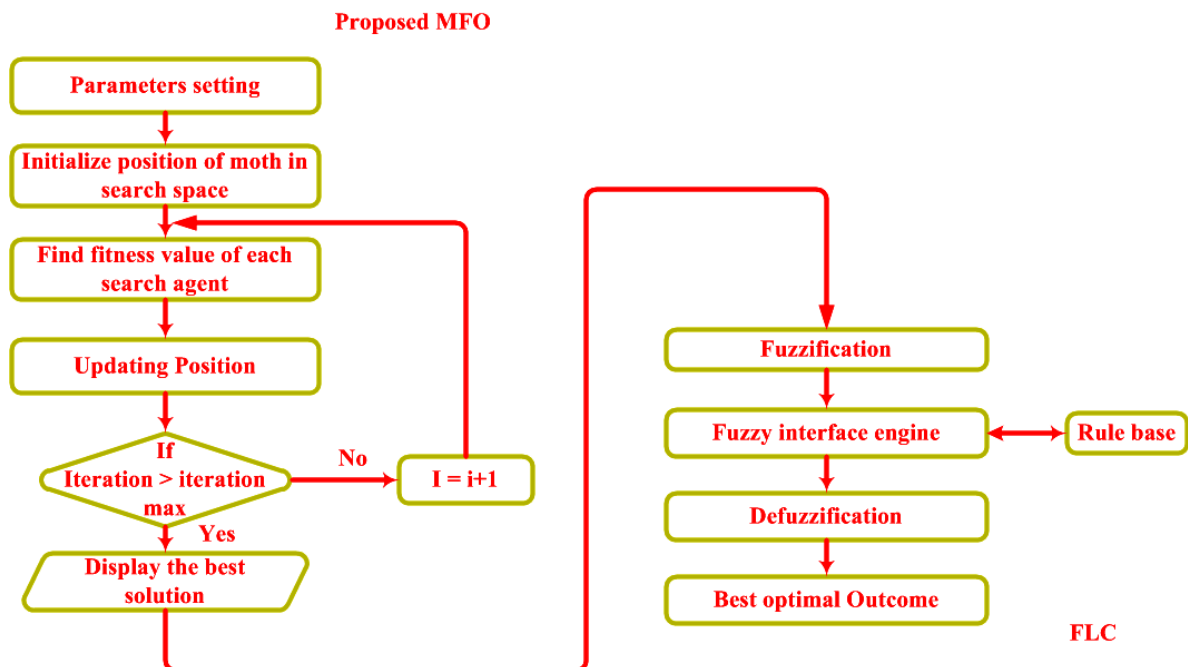 Proposed MFO
Parameters setting
Initialize position of moth in
search space
Find fitness value of each
search agent
Updating Position
If
Iteration > iteration
max
No
I = i+1
Yes
Display the best
solution
Fuzzification
Fuzzy interface engine
Rule base
Defuzzification
Best optimal Outcome
FLC